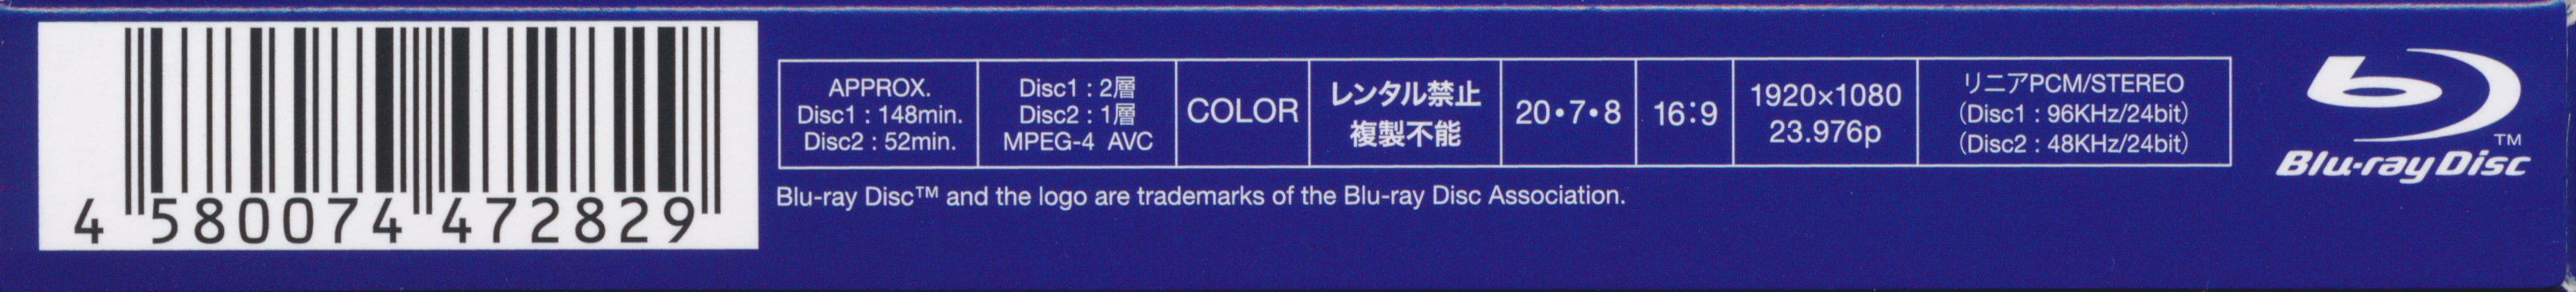 4 580074 472829
APPROX.
Disc1 : 148min.
Disc2 : 52min.
Disc1 : 2層
Disc2 : 1層
MPEG-4 AVC
COLOR
レンタル禁止
複製不能
20・7・8
16:9
1920×1080
23.976p
リニアPCM/STEREO
(Disc1 : 96KHz/24bit)
(Disc2 : 48KHz/24bit)
Blu-ray Disc
TM
Blu-ray Disc™ and the logo are trademarks of the Blu-ray Disc Association.